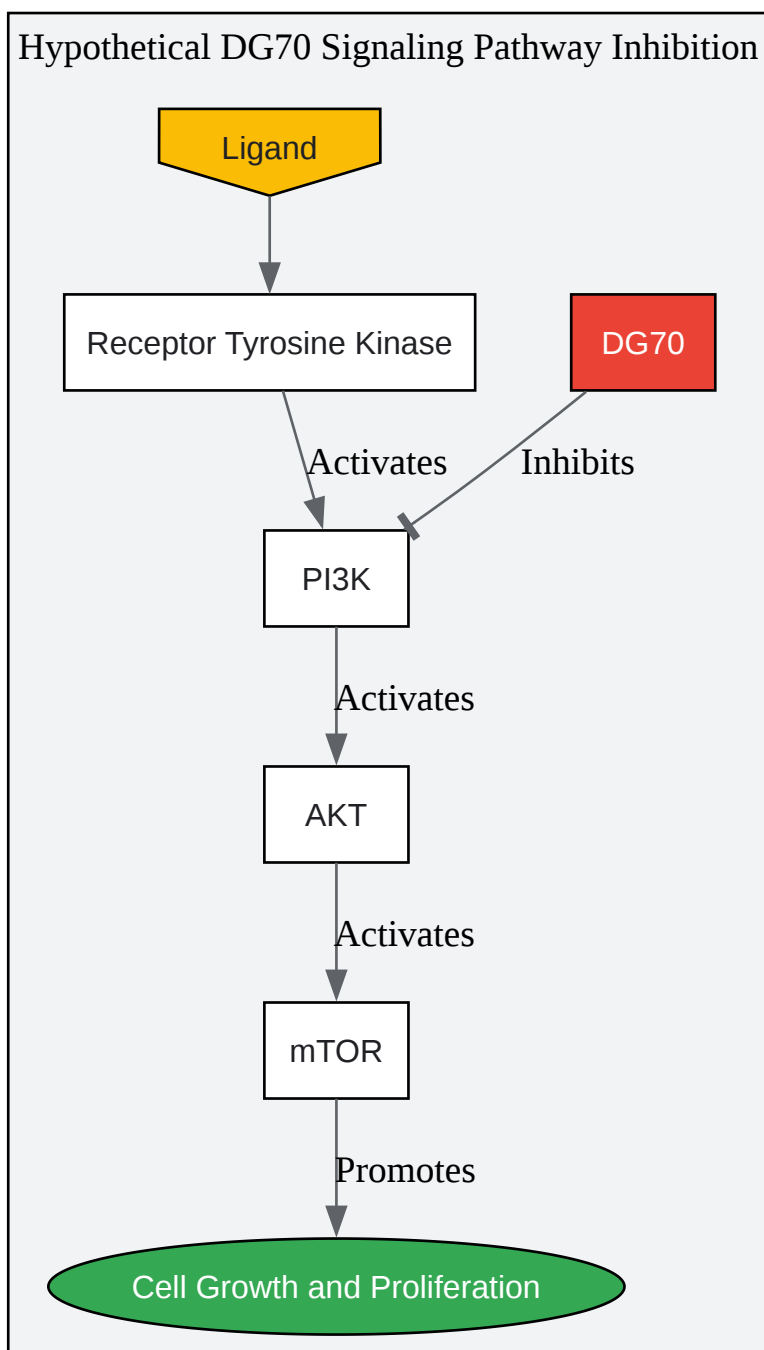 Hypothetical DG70 Signaling Pathway Inhibition
Ligand
Receptor Tyrosine Kinase
DG70
Activates
Inhibits
PI3K
Activates
AKT
Activates
mTOR
Promotes
Cell Growth and Proliferation